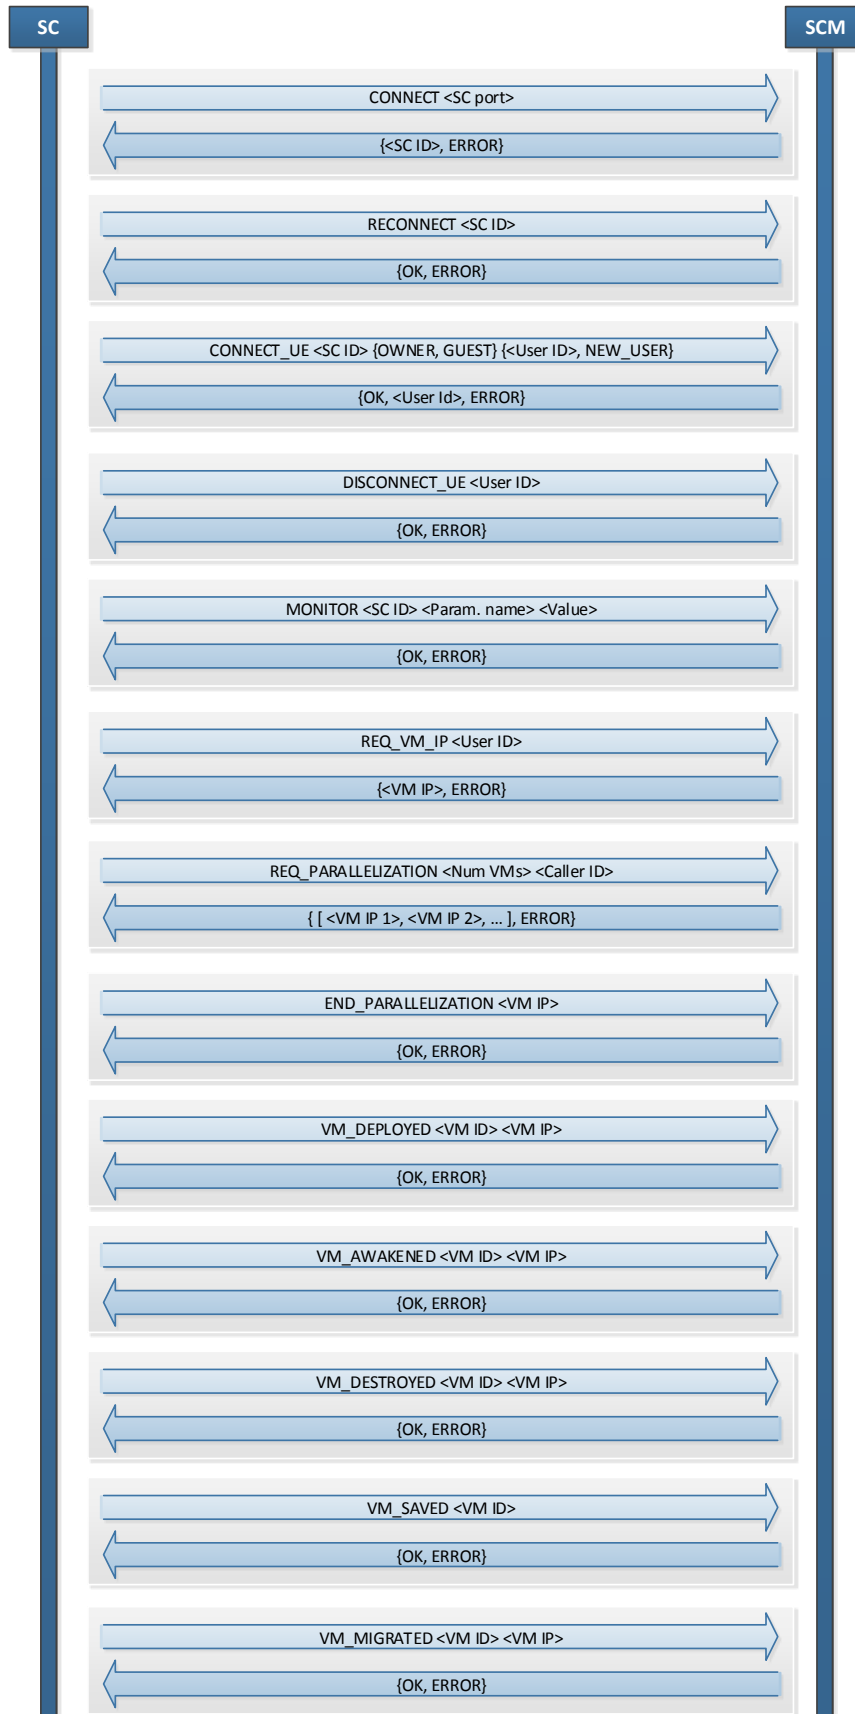 SC
SCM
CONNECT <SC port>
{<SC ID>, ERROR}
RECONNECT <SC ID>
{OK, ERROR}
CONNECT_UE <SC ID> {OWNER, GUEST} {<User ID>, NEW_USER}
{OK, <User Id>, ERROR}
DISCONNECT_UE <User ID>
{OK, ERROR}
MONITOR <SC ID> <Param. name> <Value>
{OK, ERROR}
REQ_VM_IP <User ID>
{<VM IP>, ERROR}
REQ_PARALLELIZATION <Num VMs> <Caller ID>
{ [ <VM IP 1>, <VM IP 2>, ... ], ERROR}
END_PARALLELIZATION <VM IP>
{OK, ERROR}
VM_DEPLOYED <VM ID> <VM IP>
{OK, ERROR}
VM_AWAKENED <VM ID> <VM IP>
{OK, ERROR}
VM_DESTROYED <VM ID> <VM IP>
{OK, ERROR}
VM_SAVED <VM ID>
{OK, ERROR}
VM_MIGRATED <VM ID> <VM IP>
{OK, ERROR}